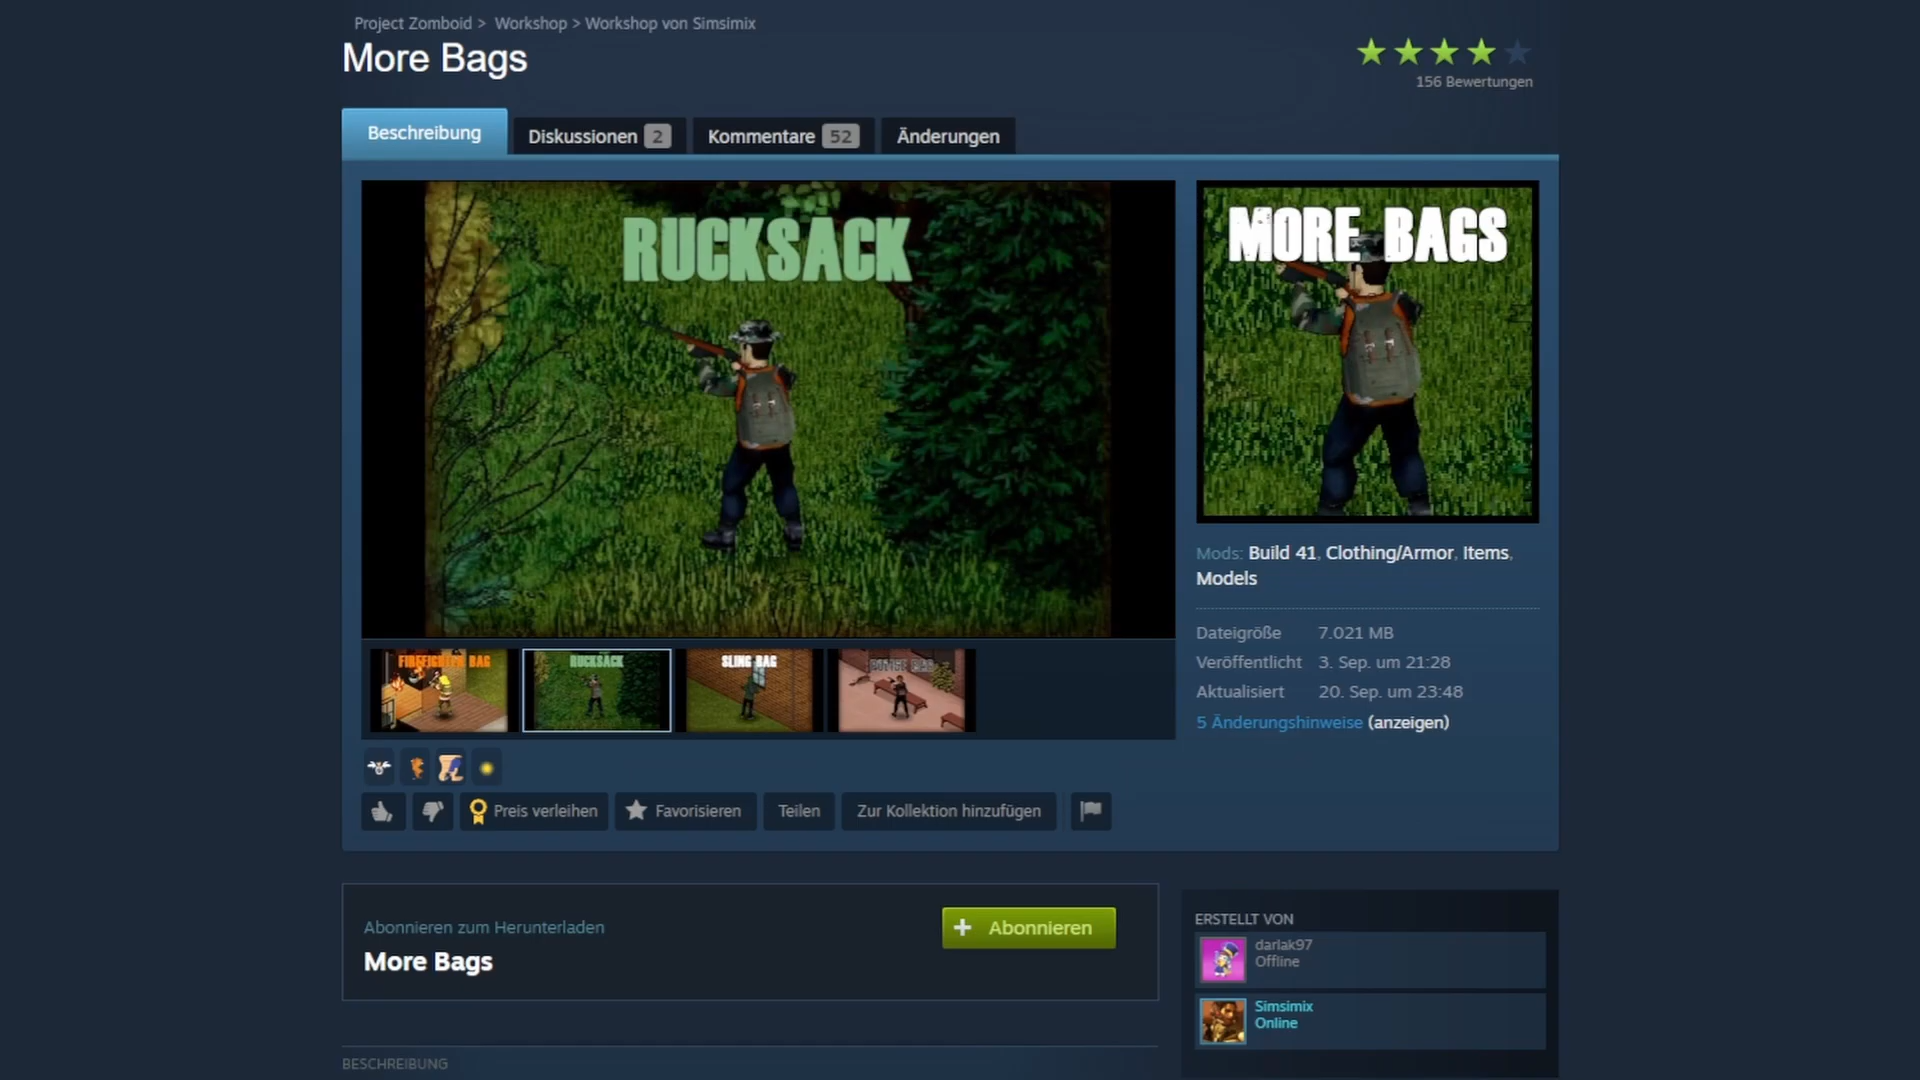 Project Zomboid > Workshop > Workshop von Simsimix
More Bags
156 Bewertungen
Beschreibung
Diskussionen 2
Kommentare 52
Änderungen
RUCKSACK
MORE BAGS
Mods: Build 41, Clothing/Armor, Items,
Models
Dateigröße 7.021 MB
Veröffentlicht 3. Sep. um 21:28
Aktualisiert 20. Sep. um 23:48
5 Änderungshinweise (anzeigen)
FIREFIGHTER BAG
RUCKSACK
SLING BAG
Preis verleihen
Favorisieren
Teilen
Zur Kollektion hinzufügen
Abonnieren zum Herunterladen
More Bags
Abonnieren
ERSTELLT VON
darlak97
Offline
Simsimix
Online
BESCHREIBUNG